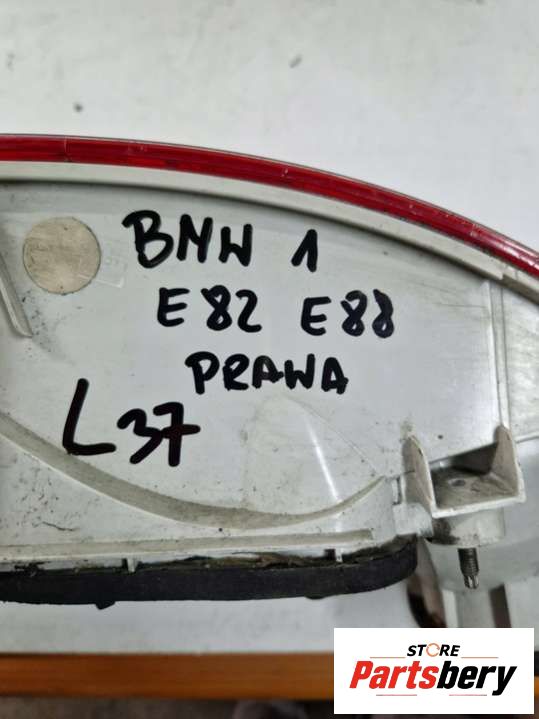 BMW 1
E82 E88
PRAWA
L37
STORE
Partsbery